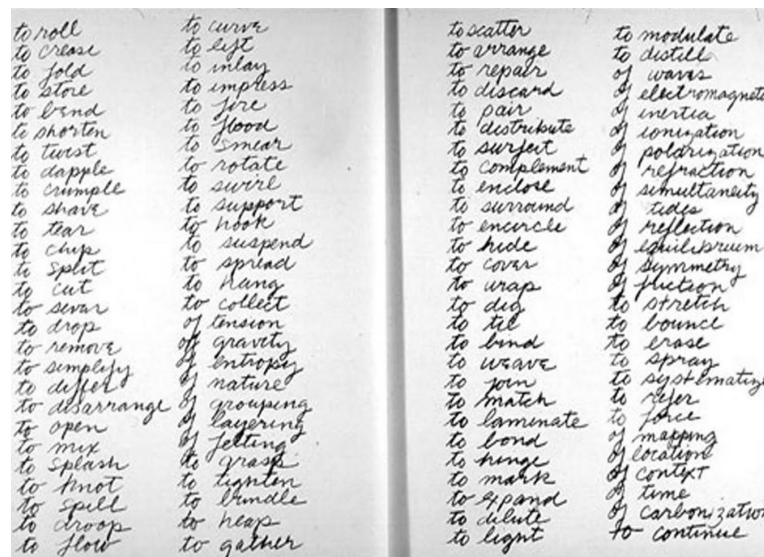 to roll
to crease
to fold
to store
to bend
to shorten
to twist
to dapple
to crumple
to shave
to tear
to chip
to split
to cut
to sever
to drop
to remove
to simplify
to differ
to disarrange
to open
to mix
to splash
to knot
to spill
to droop
to flow
to curve
to lift
to inlay
to impress
to fire
to flood
to smear
to rotate
to swirl
to support
to hook
to suspend
to spread
to hang
to collect
of tension
of gravity
of entropy
of nature
of grouping
of layering
of felting
to grasp
to tighten
to bundle
to heap
to gather
to scatter
to arrange
to repair
to discard
to pair
to distribute
to surfeit
to complement
to enclose
to surround
to encircle
to hide
to cover
to wrap
to dig
to tie
to bind
to weave
to join
to match
to laminate
to bond
to hinge
to mark
to expand
to dilute
to light
to modulate
to distill
of waves
of electromagnet
of inertia
of ionization
of polarization
of refraction
of simultaneity
of tides
of reflection
of equilibrium
of symmetry
of friction
to stretch
to bounce
to erase
to spray
to systematize
to refer
to force
of mapping
of location
of context
of time
of carbonization
to continue